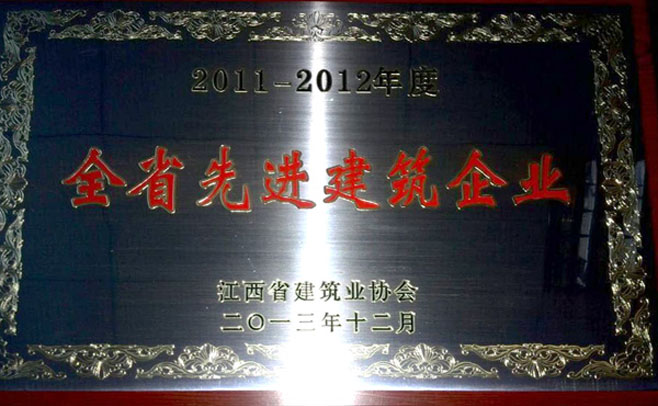 2011-2012年度
全省先进建筑企业
江西省建筑业协会
二〇一三年十二月